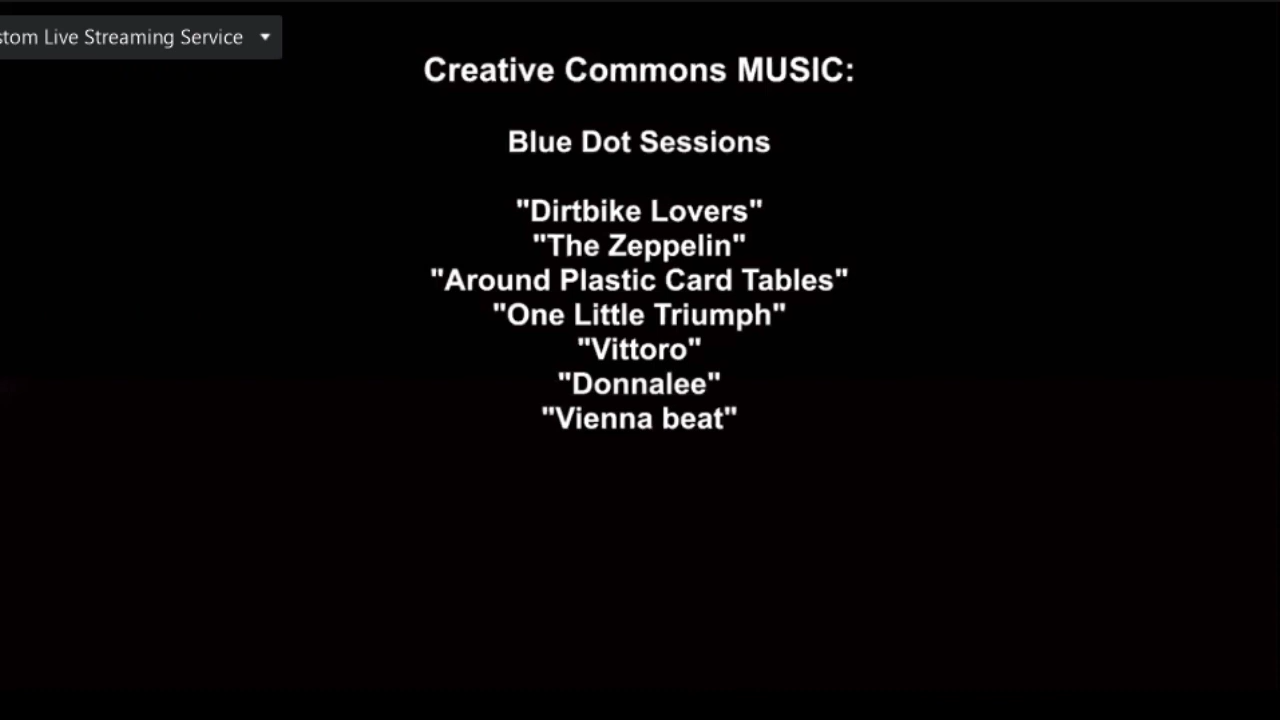 stom Live Streaming Service
Creative Commons MUSIC:
Blue Dot Sessions
"Dirtbike Lovers"
"The Zeppelin"
"Around Plastic Card Tables"
"One Little Triumph"
"Vittoro"
"Donnalee"
"Vienna beat"